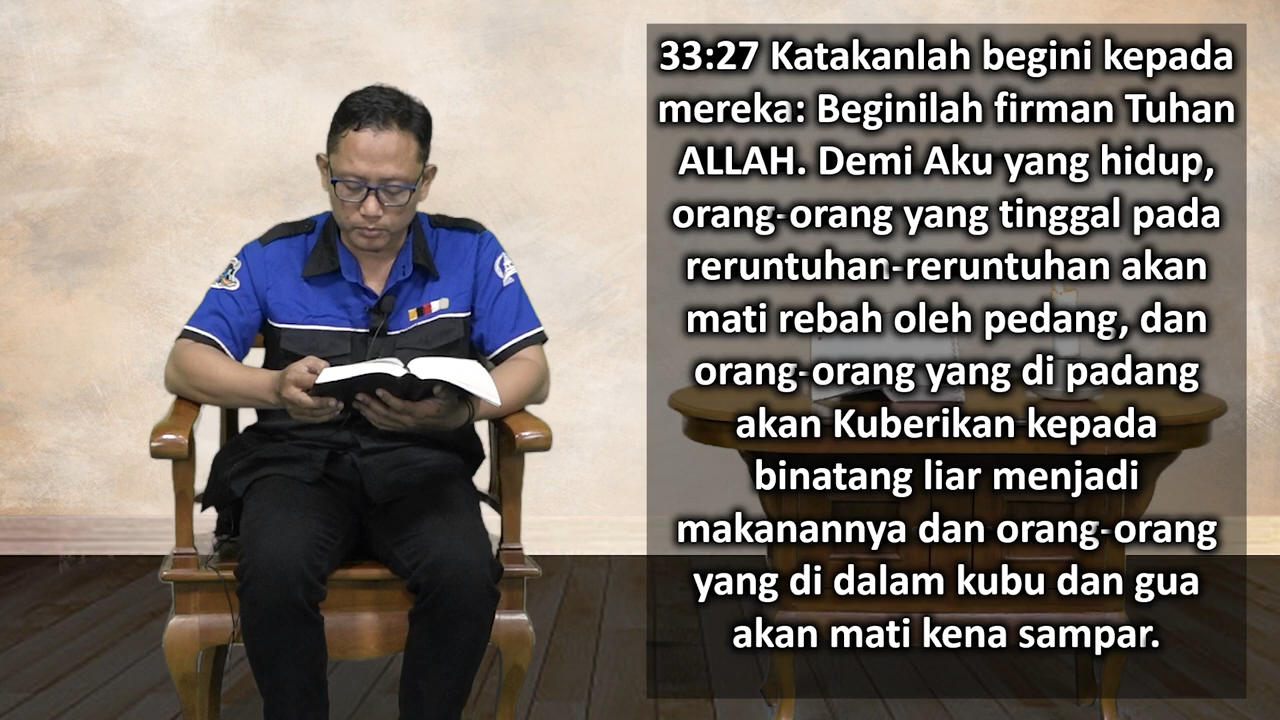 33:27 Katakanlah begini kepada
mereka: Beginilah firman Tuhan
ALLAH. Demi Aku yang hidup,
orang-orang yang tinggal pada
reruntuhan-reruntuhan akan
mati rebah oleh pedang, dan
orang-orang yang di padang
akan Kuberikan kepada
binatang liar menjadi
makanannya dan orang-orang
yang di dalam kubu dan gua
akan mati kena sampar.